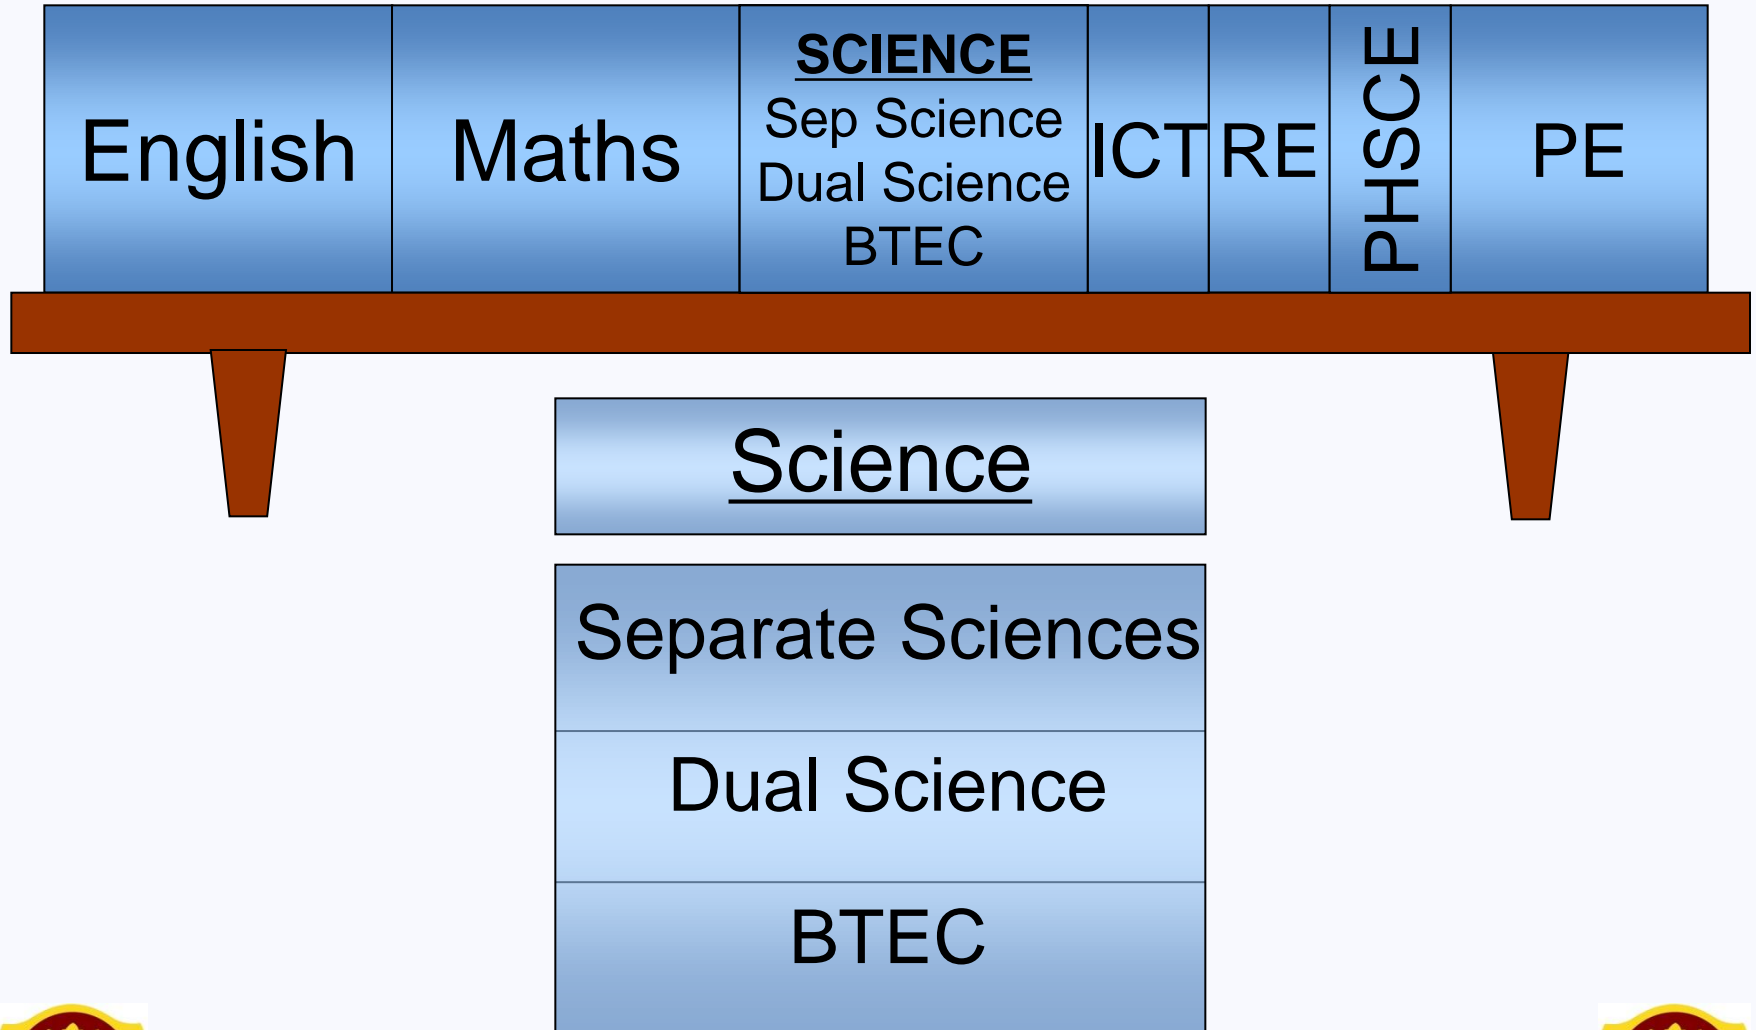 English
Maths
SCIENCE
Sep Science
Dual Science
BTEC
ICT
RE
PHSCE
PE
Science
Separate Sciences
Dual Science
BTEC